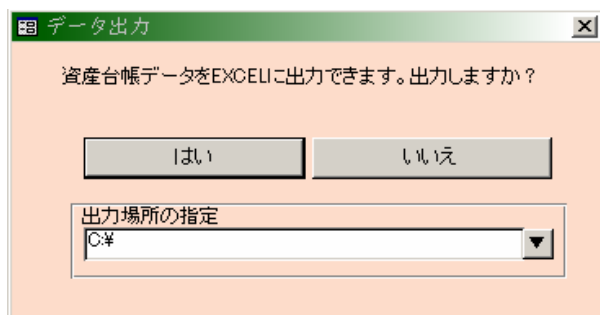 データ出力
資産台帳データをEXCELに出力できます。出力しますか？
はい
いいえ
出力場所の指定
C:¥